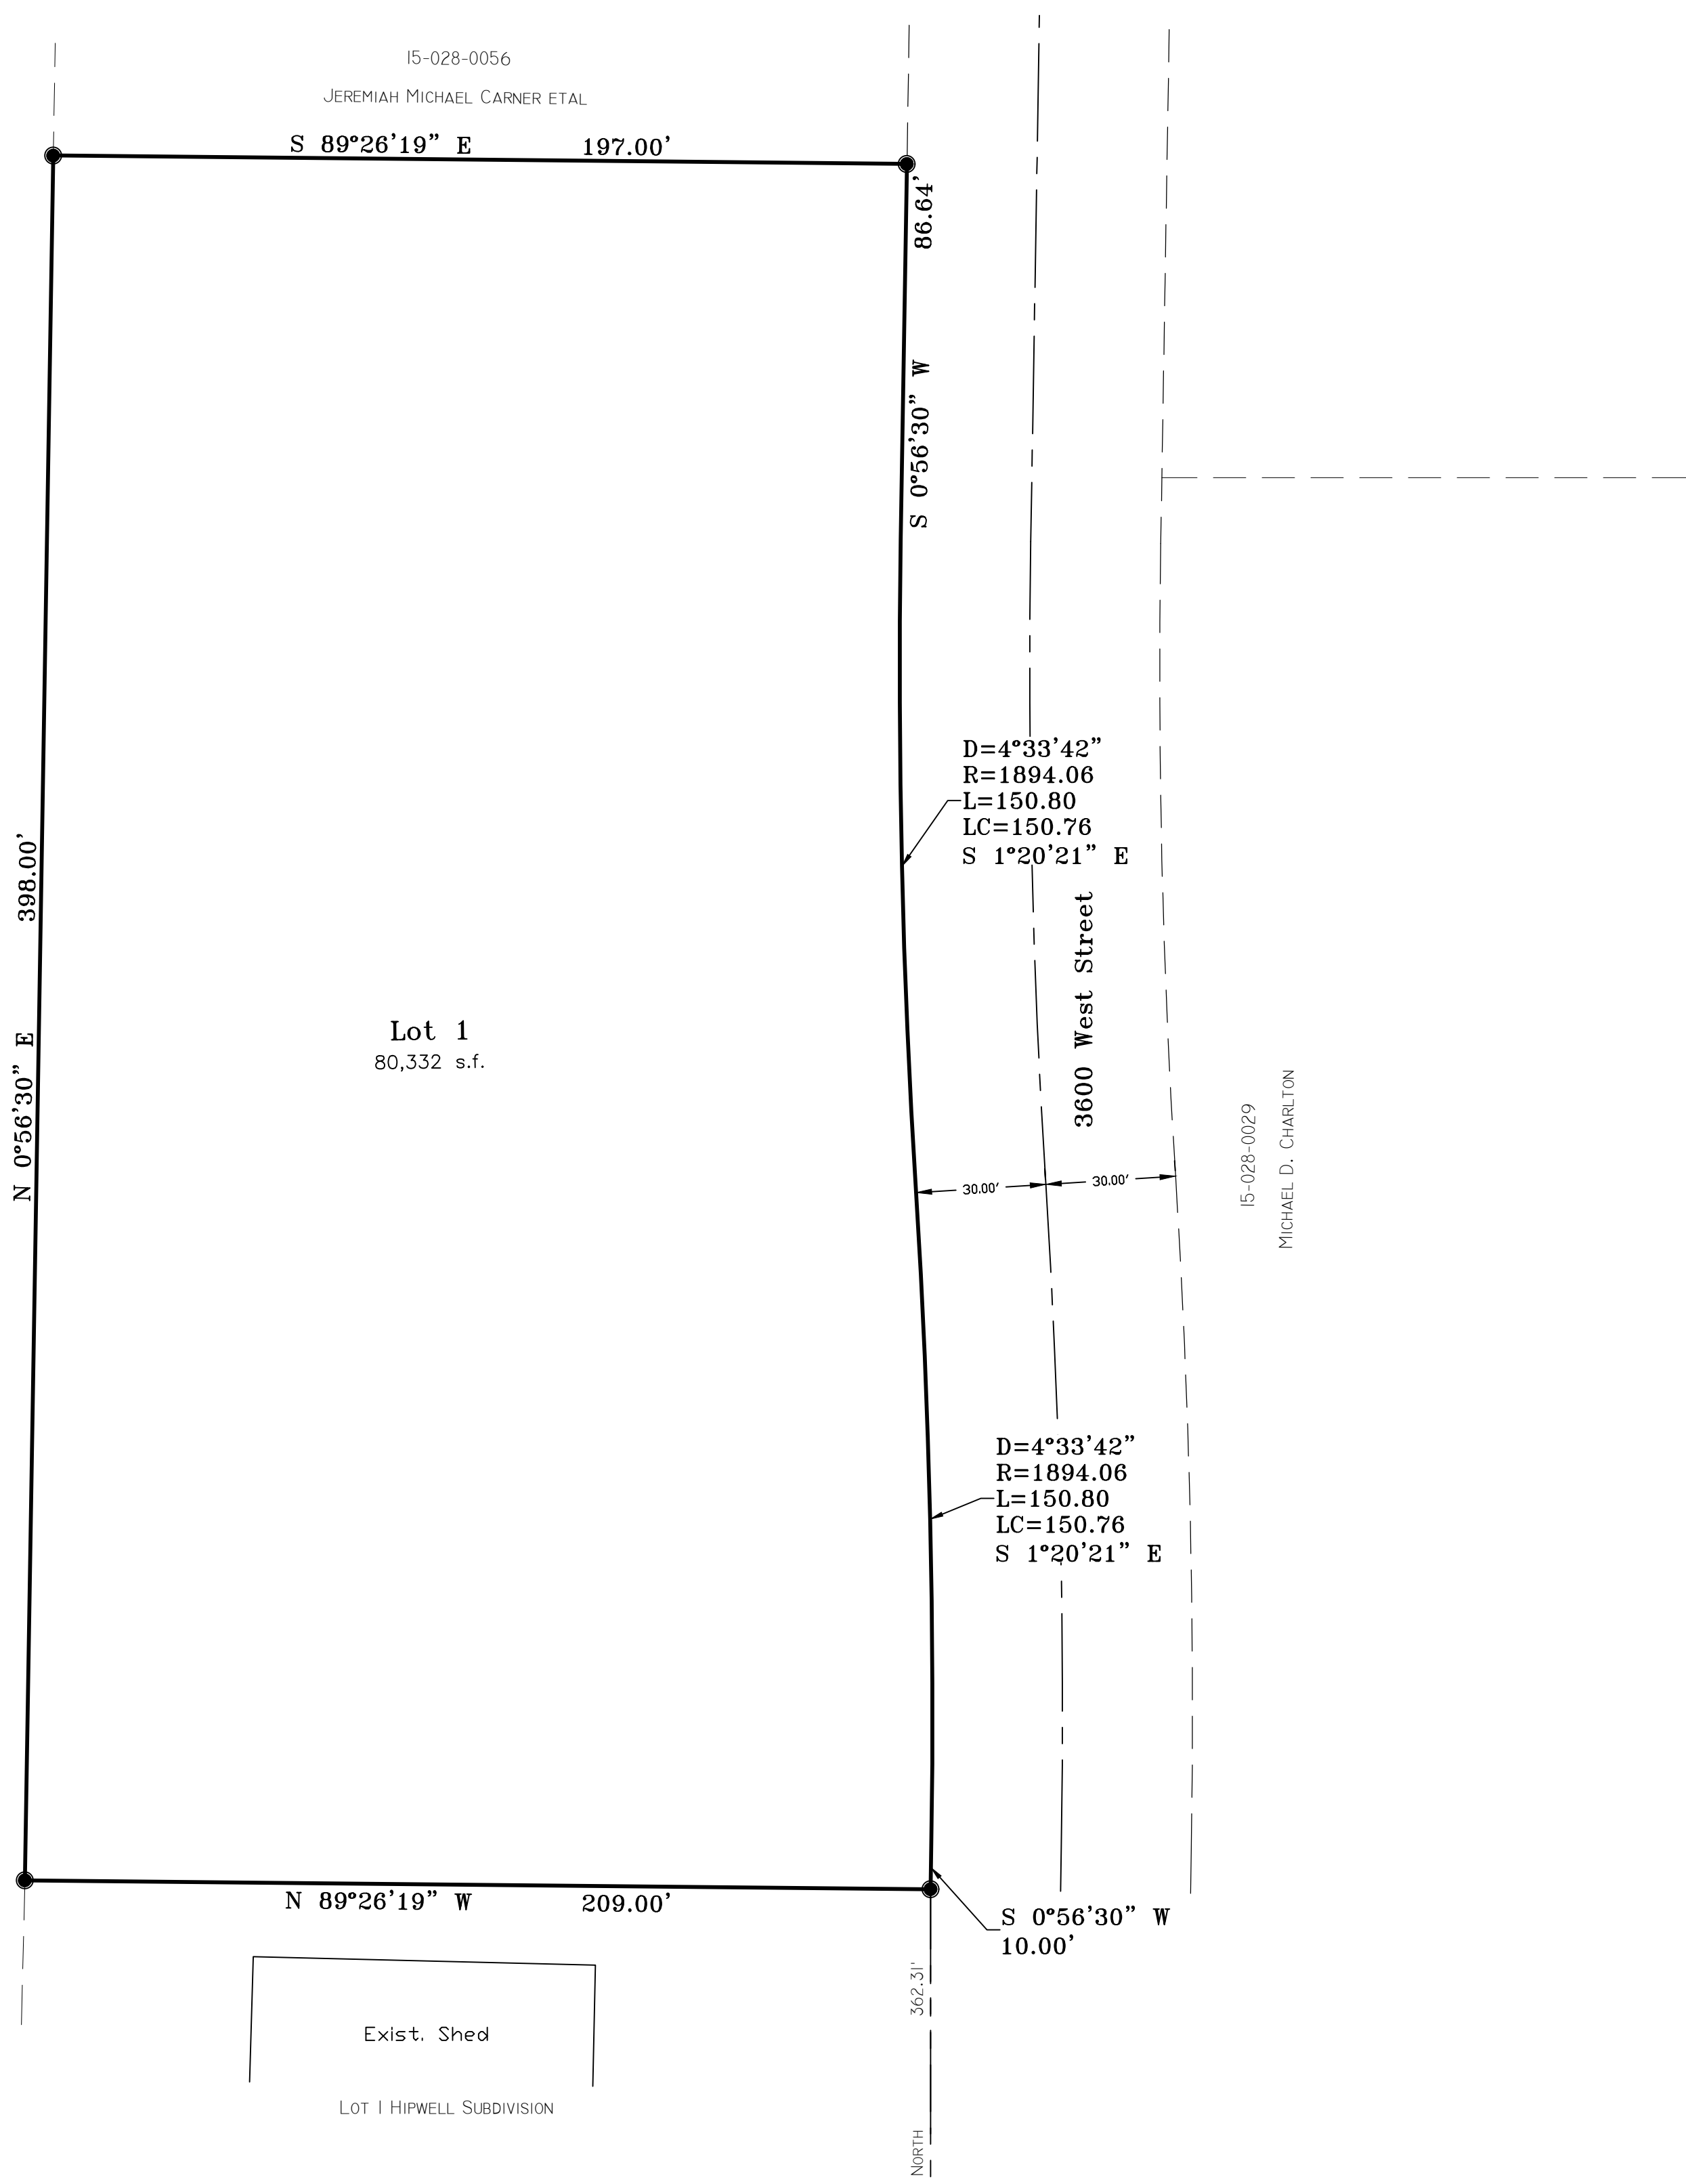 15-028-0056
JEREMIAH MICHAEL CARNER ETAL
S 89°26'19" E 197.00'
86.64'
S 0°56'30" W
D=4°33'42"
R=1894.06
L=150.80
LC=150.76
S 1°20'21" E
398.00'
N 0°56'30" E
3600 West Street
Lot 1
80,332 s.f.
30.00'
30.00'
15-028-0029
MICHAEL D. CHARLTON
D=4°33'42"
R=1894.06
L=150.80
LC=150.76
S 1°20'21" E
N 89°26'19" W 209.00'
S 0°56'30" W
10.00'
NORTH 362.31'
Exist. Shed
LOT 1 HIPWELL SUBDIVISION